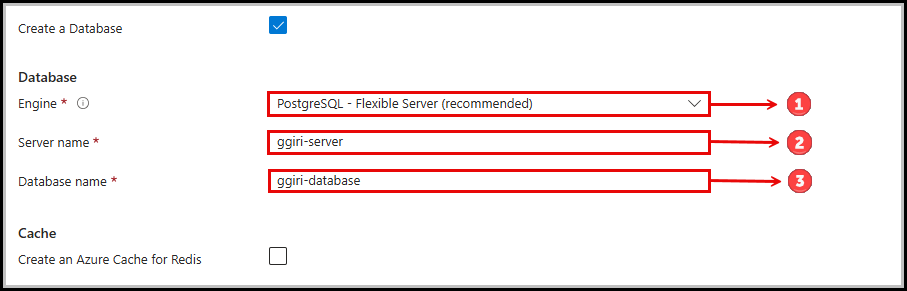 Create a Database
Database
Engine * ⓘ PostgreSQL - Flexible Server (recommended) 1
Server name * ggiri-server 2
Database name * ggiri-database 3
Cache
Create an Azure Cache for Redis